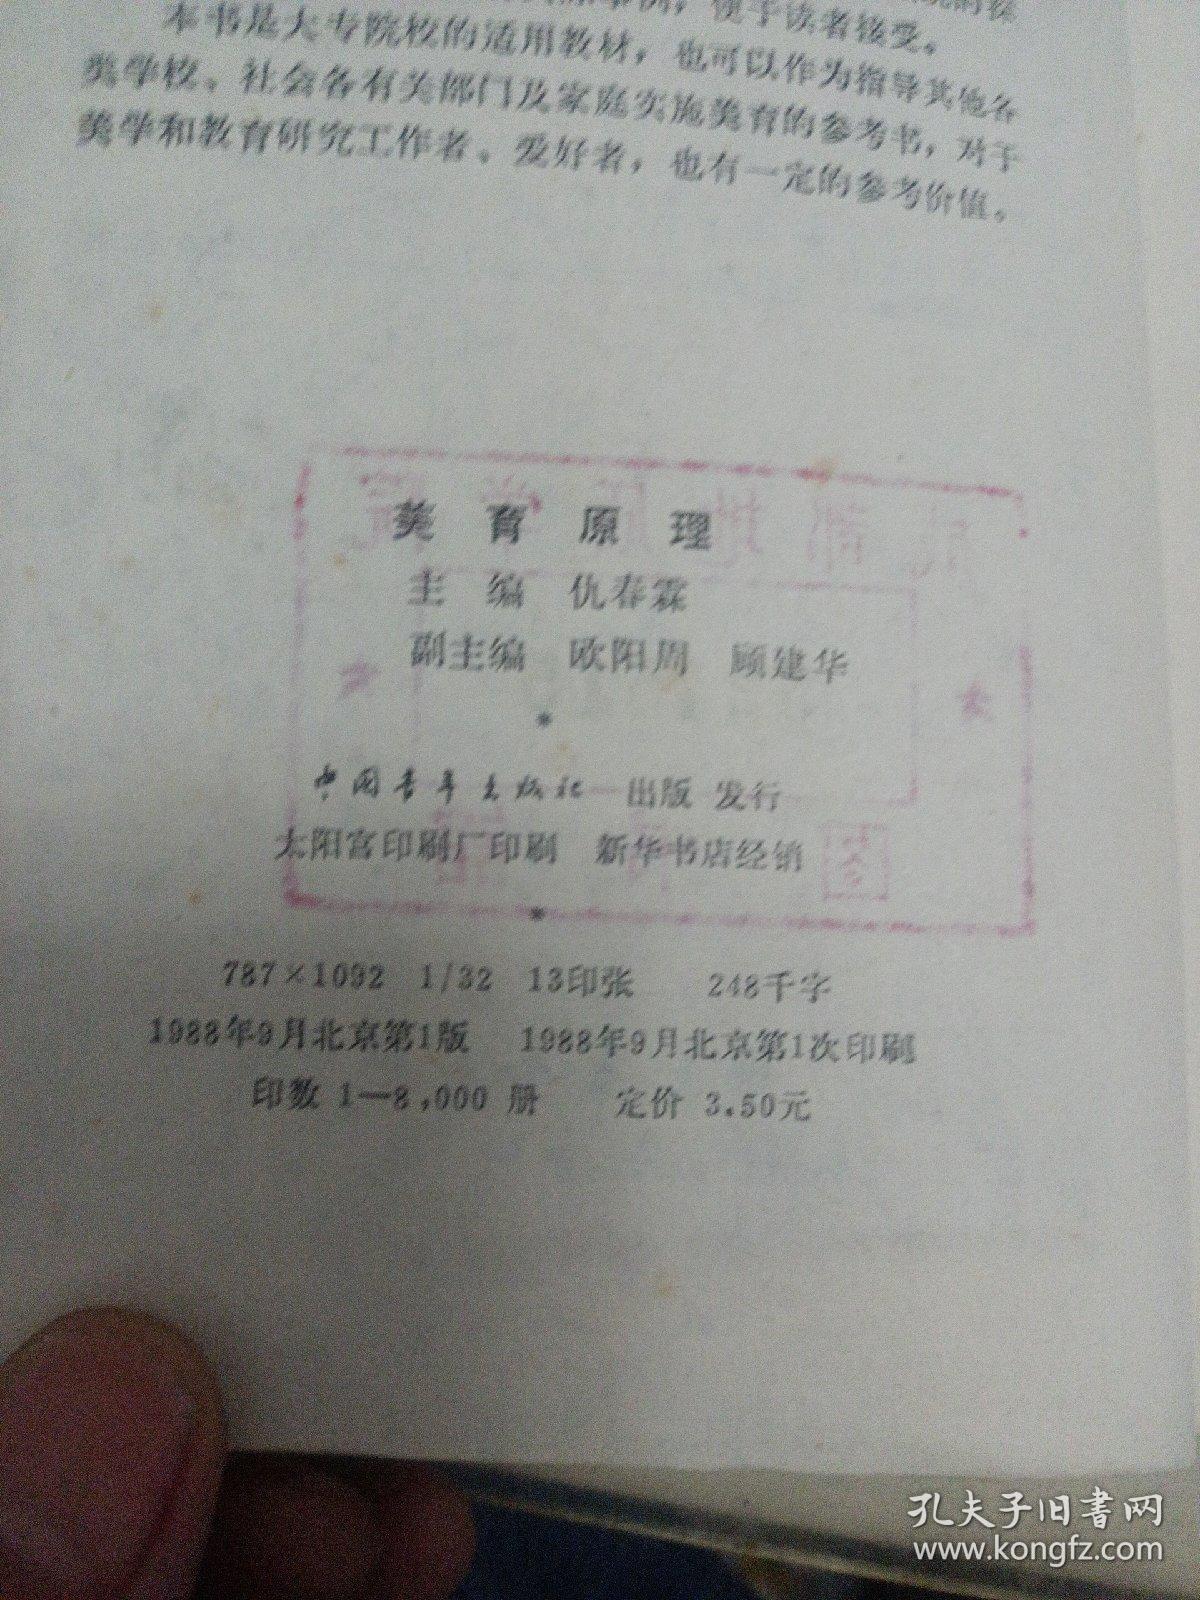 ，便于读者接受。
本书是大专院校的适用教材，也可以作为指导其他各
类学校、社会各有关部门及家庭实施美育的参考书，对于
美学和教育研究工作者、爱好者，也有一定的参考价值。
美 育 原 理
主 编 仇春霖
副主编 欧阳周 顾建华
*
中国青年出版社 出版 发行
太阳宫印刷厂印刷 新华书店经销
*
787×1092 1/32 13印张 248千字
1988年9月北京第1版 1988年9月北京第1次印刷
印数 1—8,000 册 定价 3.50元
孔夫子旧书网
www.kongfz.com